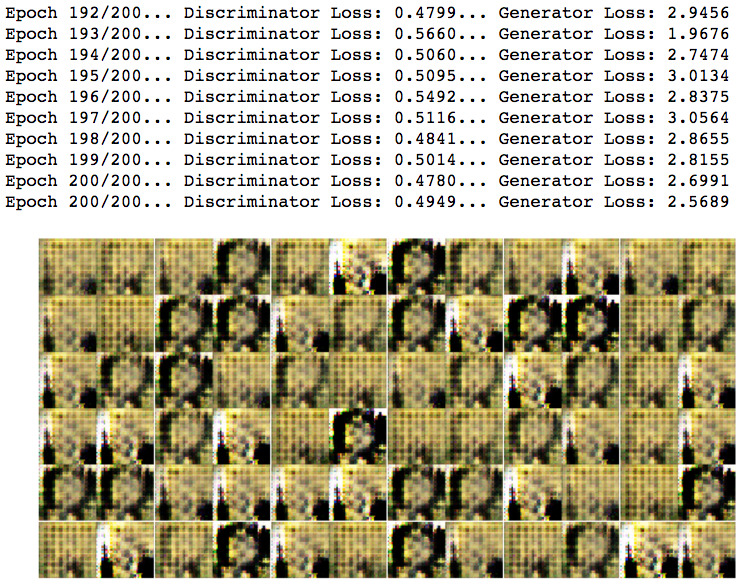 Epoch 192/200... Discriminator Loss: 0.4799... Generator Loss: 2.9456
Epoch 193/200... Discriminator Loss: 0.5660... Generator Loss: 1.9676
Epoch 194/200... Discriminator Loss: 0.5060... Generator Loss: 2.7474
Epoch 195/200... Discriminator Loss: 0.5095... Generator Loss: 3.0134
Epoch 196/200... Discriminator Loss: 0.5492... Generator Loss: 2.8375
Epoch 197/200... Discriminator Loss: 0.5116... Generator Loss: 3.0564
Epoch 198/200... Discriminator Loss: 0.4841... Generator Loss: 2.8655
Epoch 199/200... Discriminator Loss: 0.5014... Generator Loss: 2.8155
Epoch 200/200... Discriminator Loss: 0.4780... Generator Loss: 2.6991
Epoch 200/200... Discriminator Loss: 0.4949... Generator Loss: 2.5689